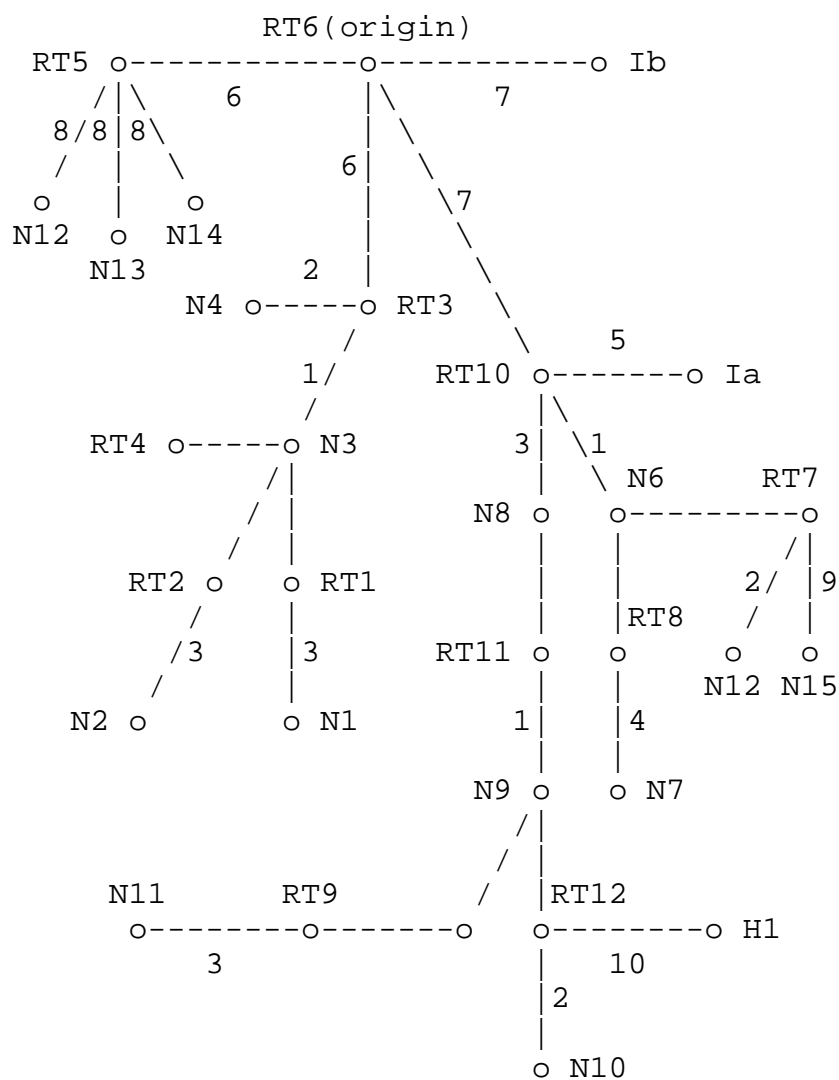 RT6(origin)
RT5 o------------o-----------o Ib
6 7
8 8 8
6
7
o o
N12 o N14
N13 2
N4 o-----o RT3
5
1 RT10 o-------o Ia
RT4 o-----o N3 3 1
N6 RT7
N8 o o---------o
RT2 o o RT1 2 9
RT8
3 3 RT11 o o o o
N12 N15
N2 o o N1 1 4
N9 o o N7
N11 RT9 RT12
o--------o-------o o--------o H1
3 10
2
o N10